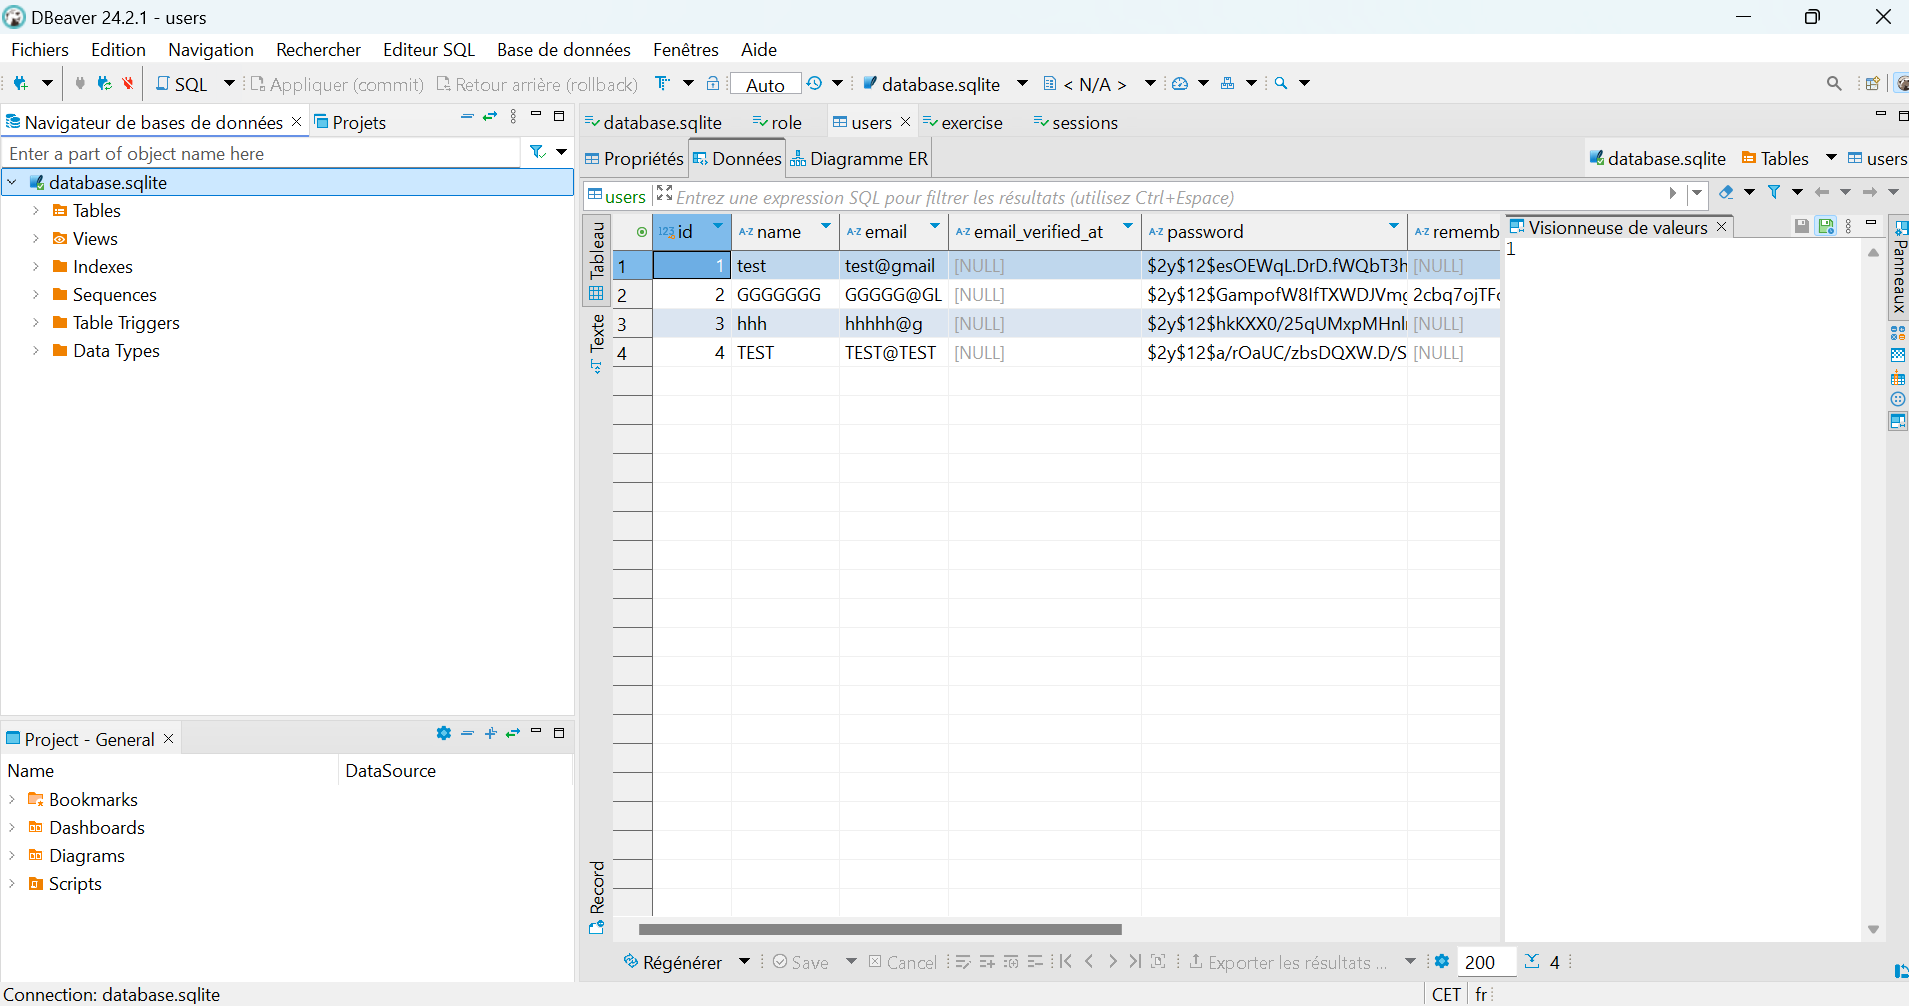 DBeaver 24.2.1 - users
Fichiers Edition Navigation Rechercher Editeur SQL Base de données Fenêtres Aide
SQL Appliquer (commit) Retour arrière (rollback) Auto database.sqlite < N/A >
Navigateur de bases de données Projets
Enter a part of object name here
database.sqlite
Tables
Views
Indexes
Sequences
Table Triggers
Data Types
Project - General
Name DataSource
Bookmarks
Dashboards
Diagrams
Scripts
database.sqlite role users exercise sessions
Propriétés Données Diagramme ER database.sqlite Tables users
users Entrez une expression SQL pour filtrer les résultats (utilisez Ctrl+Espace)
Tableau
Texte
Record
123 id A-Z name A-Z email A-Z email_verified_at A-Z password A-Z rememb
1 1 test test@gmail [NULL] $2y$12$esOEWqL.DrD.fWQbT3h [NULL]
2 2 GGGGGGG GGGGG@GL [NULL] $2y$12$GampofW8IfTXWDJVmg 2cbq7ojTFc
3 3 hhh hhhhh@g [NULL] $2y$12$hkKXX0/25qUMxpMHnl [NULL]
4 4 TEST TEST@TEST [NULL] $2y$12$a/rOaUC/zbsDQXW.D/S [NULL]
Visionneuse de valeurs
1
Panneaux
Régénérer Save Cancel Exporter les résultats ... 200 4
Connection: database.sqlite CET fr